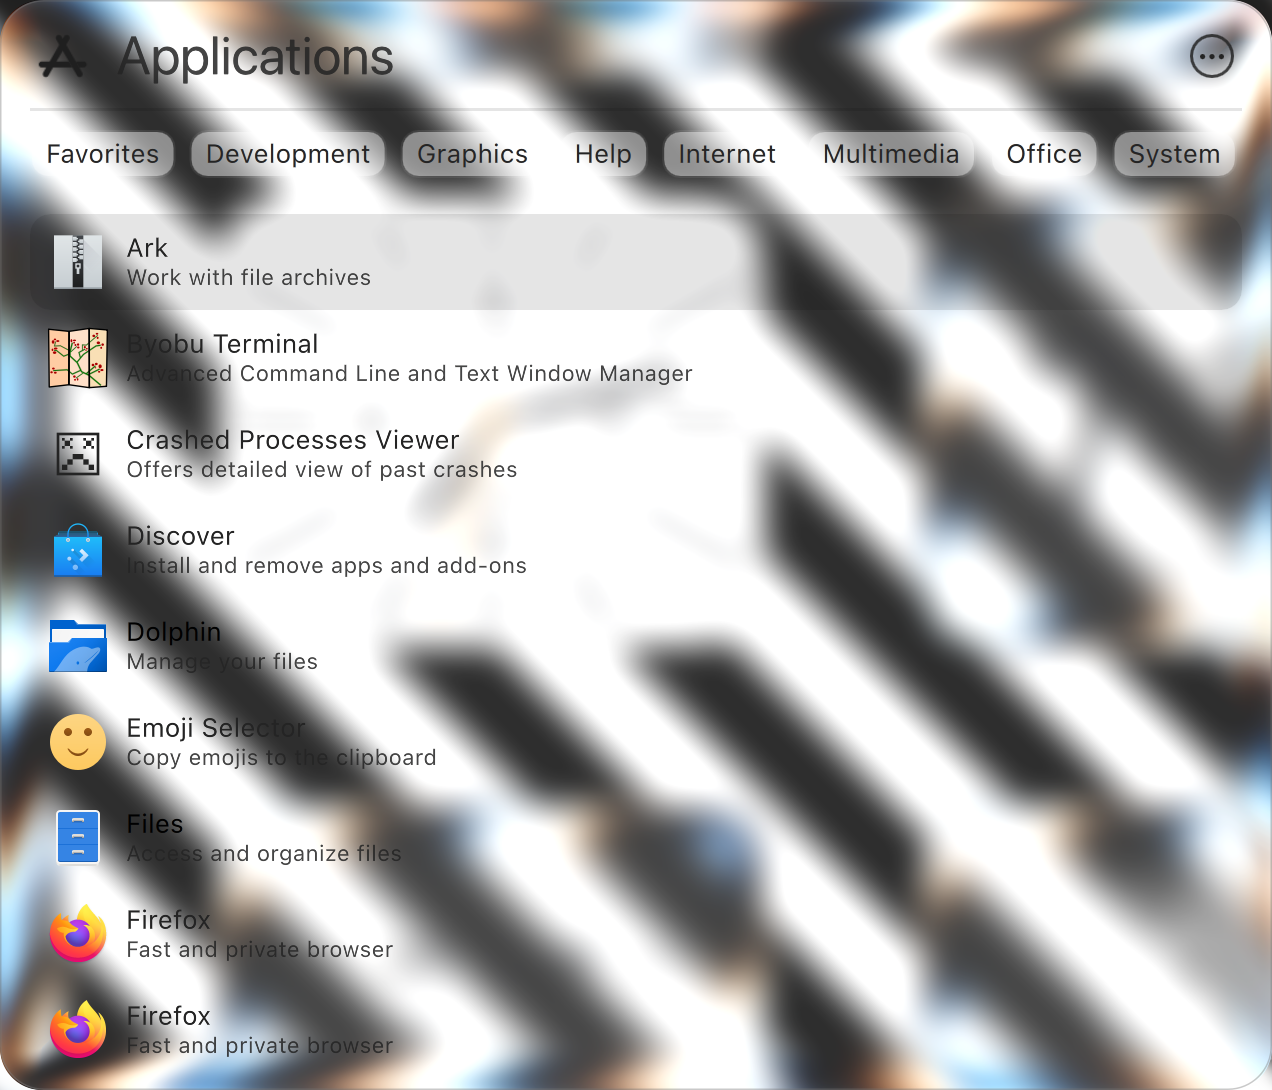 Applications
Favorites Development Graphics Help Internet Multimedia Office System
Ark
Work with file archives
Byobu Terminal
Advanced Command Line and Text Window Manager
Crashed Processes Viewer
Offers detailed view of past crashes
Discover
Install and remove apps and add-ons
Dolphin
Manage your files
Emoji Selector
Copy emojis to the clipboard
Files
Access and organize files
Firefox
Fast and private browser
Firefox
Fast and private browser